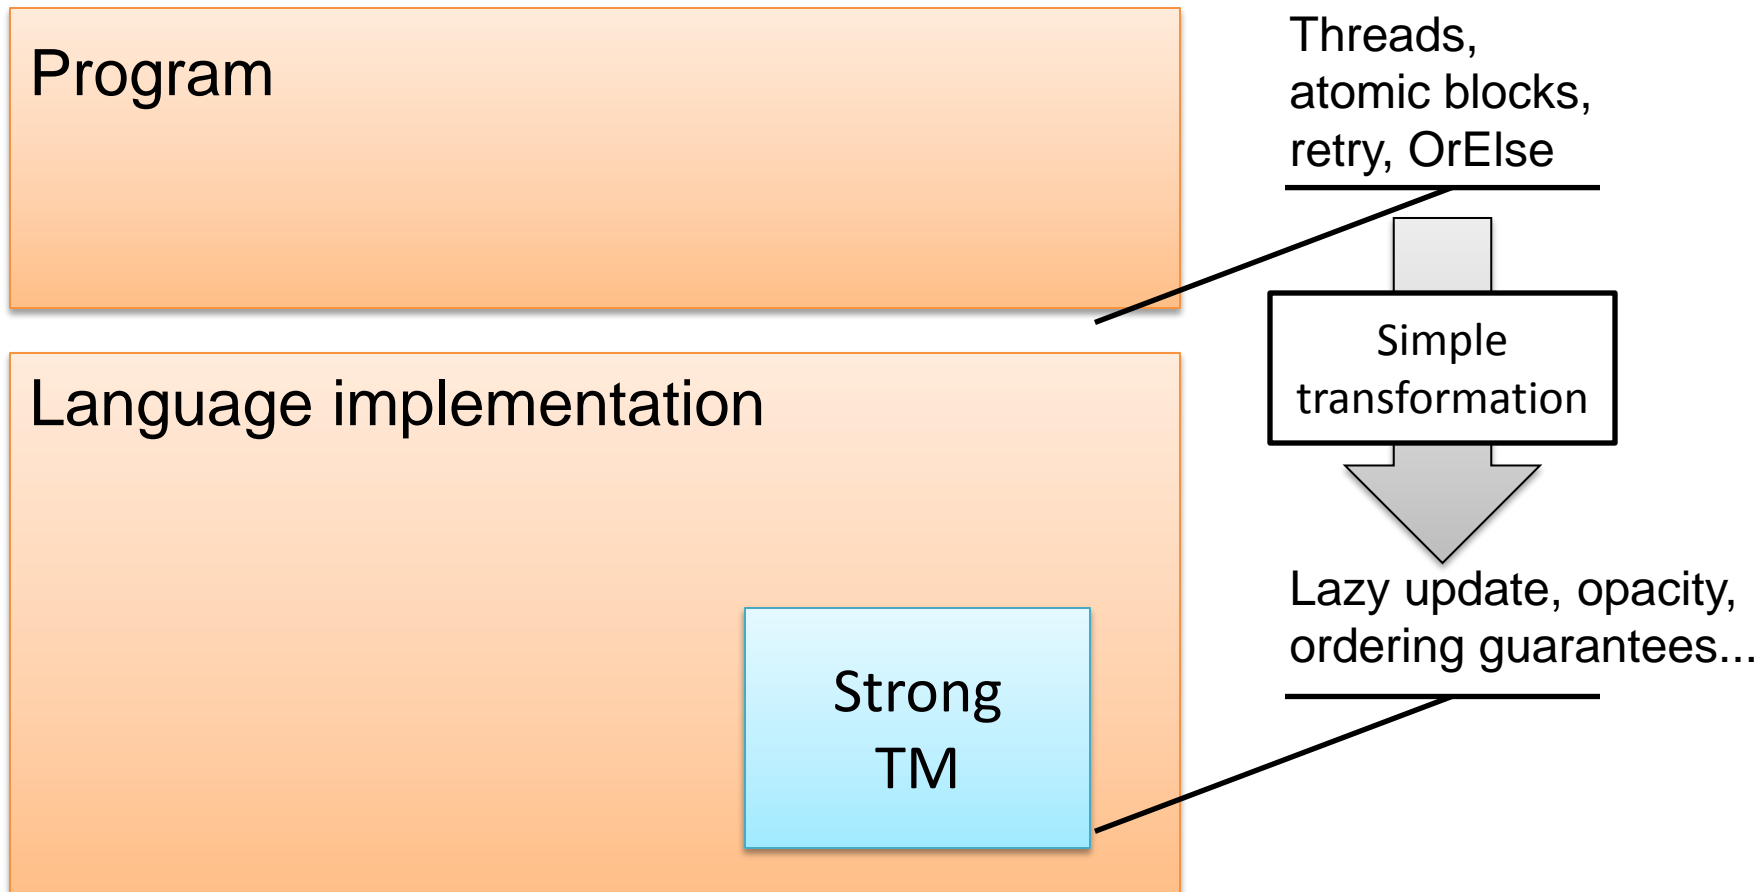 Program
Threads,
atomic blocks,
retry, OrElse
Simple
transformation
Language implementation
Lazy update, opacity,
ordering guarantees...
Strong
TM